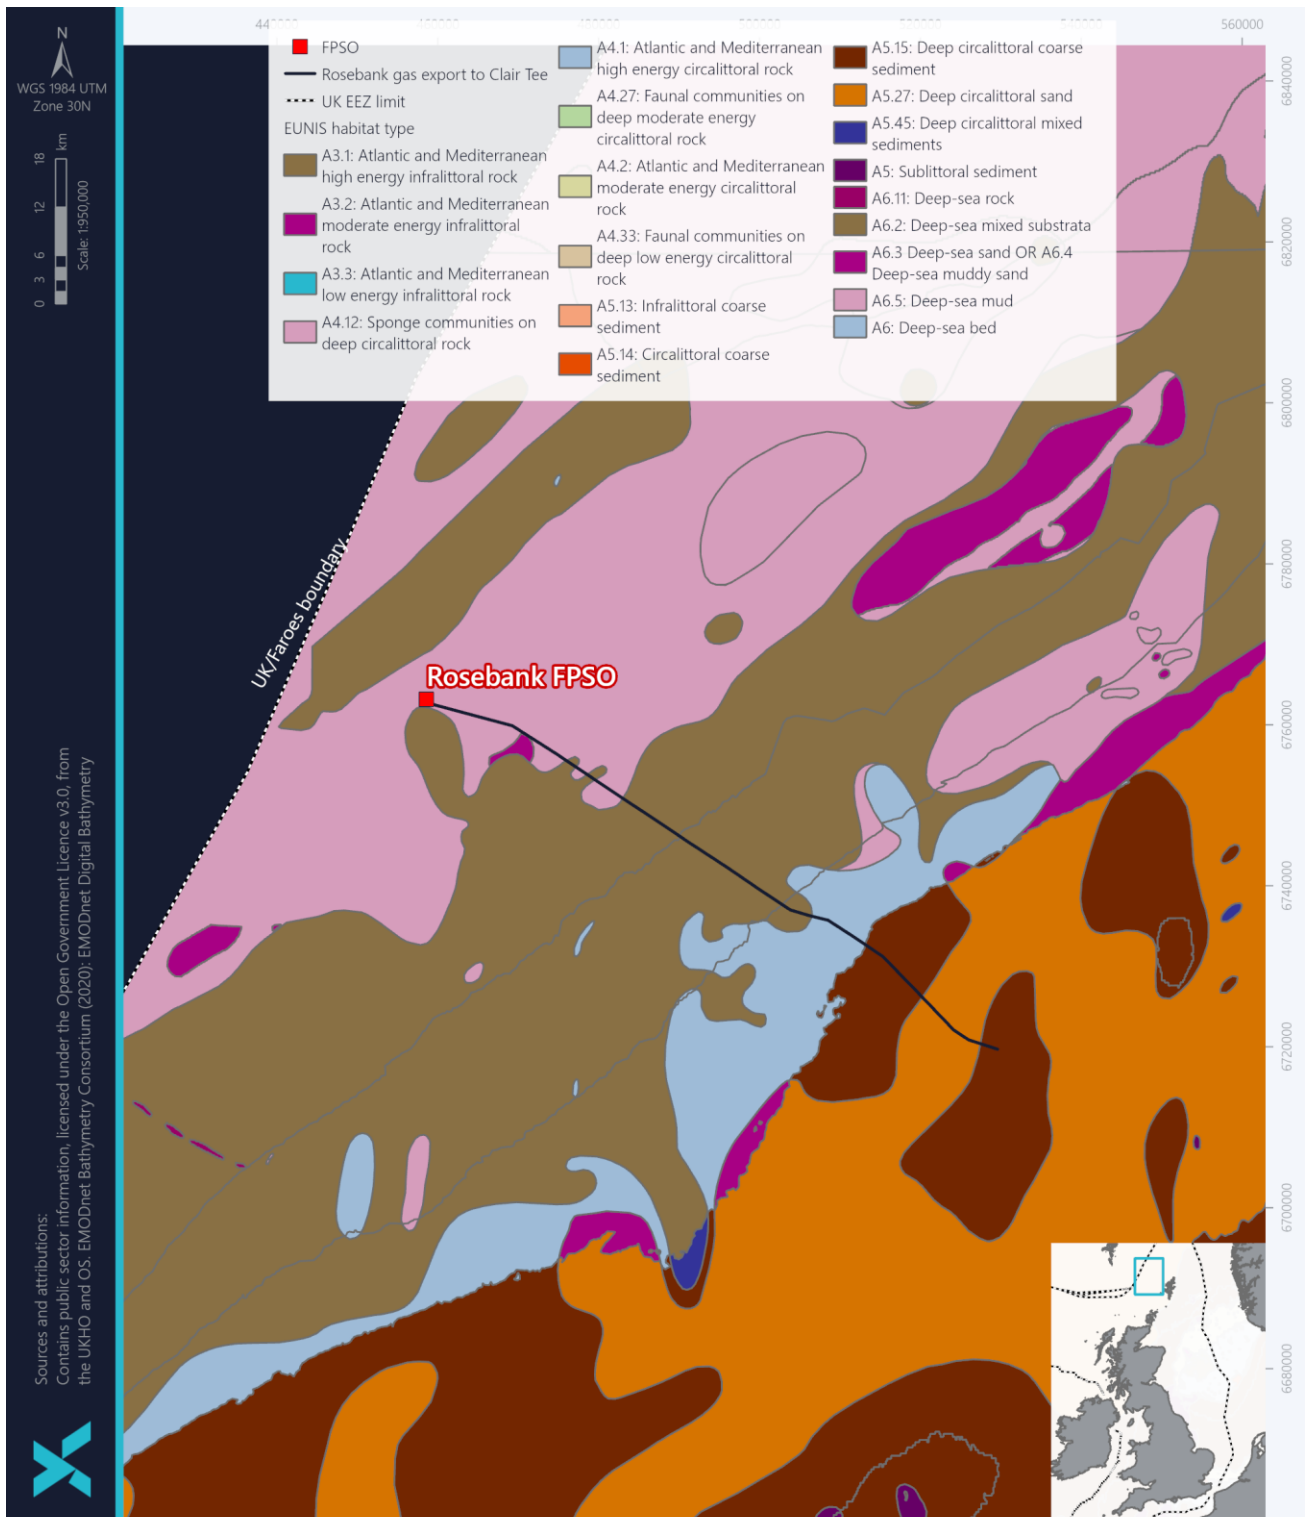 N
WGS 1984 UTM
Zone 30N
18
12
6
3
0
km
Scale: 1:950,000
Sources and attributions:
Contains public sector information, licensed under the Open Government Licence v3.0, from
the UKHO and OS. EMODnet Bathymetry Consortium (2020): EMODnet Digital Bathymetry
FPSO
Rosebank gas export to Clair Tee
UK EEZ limit
EUNIS habitat type
A3.1: Atlantic and Mediterranean
high energy infralittoral rock
A3.2: Atlantic and Mediterranean
moderate energy infralittoral
rock
A3.3: Atlantic and Mediterranean
low energy infralittoral rock
A4.12: Sponge communities on
deep circalittoral rock
A4.1: Atlantic and Mediterranean
high energy circalittoral rock
A4.27: Faunal communities on
deep moderate energy
circalittoral rock
A4.2: Atlantic and Mediterranean
moderate energy circalittoral
rock
A4.33: Faunal communities on
deep low energy circalittoral
rock
A5.13: Infralittoral coarse
sediment
A5.14: Circalittoral coarse
sediment
A5.15: Deep circalittoral coarse
sediment
A5.27: Deep circalittoral sand
A5.45: Deep circalittoral mixed
sediments
A5: Sublittoral sediment
A6.11: Deep-sea rock
A6.2: Deep-sea mixed substrata
A6.3 Deep-sea sand OR A6.4
Deep-sea muddy sand
A6.5: Deep-sea mud
A6: Deep-sea bed
560000
6840000
6820000
6800000
6780000
6760000
6740000
6720000
6700000
6680000
UK/Faroes boundary
Rosebank FPSO